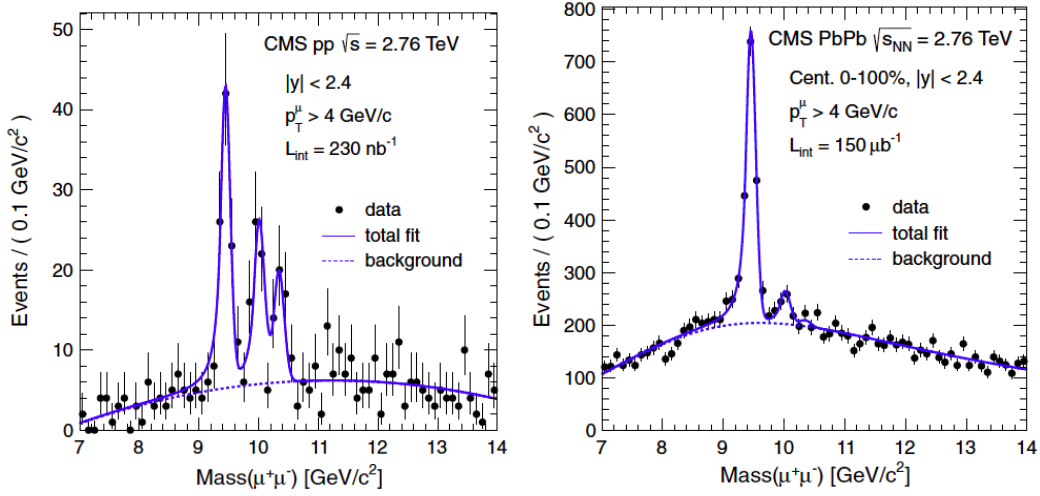 CMS pp √s = 2.76 TeV
|y| < 2.4
p_T^μ > 4 GeV/c
L_int = 230 nb⁻¹
data
total fit
background
Events / ( 0.1 GeV/c² )
50
40
30
20
10
0
7 8 9 10 11 12 13 14
Mass(μ⁺μ⁻) [GeV/c²]
CMS PbPb √s_NN = 2.76 TeV
Cent. 0-100%, |y| < 2.4
p_T^μ > 4 GeV/c
L_int = 150 μb⁻¹
data
total fit
background
Events / ( 0.1 GeV/c² )
800
700
600
500
400
300
200
100
0
7 8 9 10 11 12 13 14
Mass(μ⁺μ⁻) [GeV/c²]